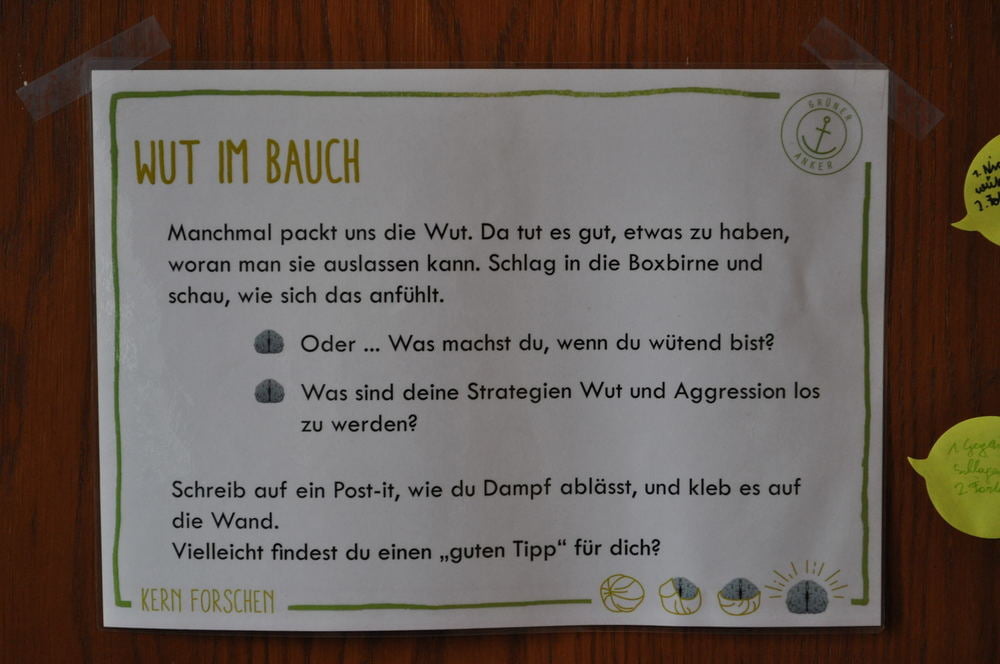 GRÜNER
ANKER
WUT IM BAUCH
Manchmal packt uns die Wut. Da tut es gut, etwas zu haben,
woran man sie auslassen kann. Schlag in die Boxbirne und
schau, wie sich das anfühlt.
Oder ... Was machst du, wenn du wütend bist?
Was sind deine Strategien Wut und Aggression los
zu werden?
Schreib auf ein Post-it, wie du Dampf ablässt, und kleb es auf
die Wand.
Vielleicht findest du einen „guten Tipp“ für dich?
KERN FORSCHEN